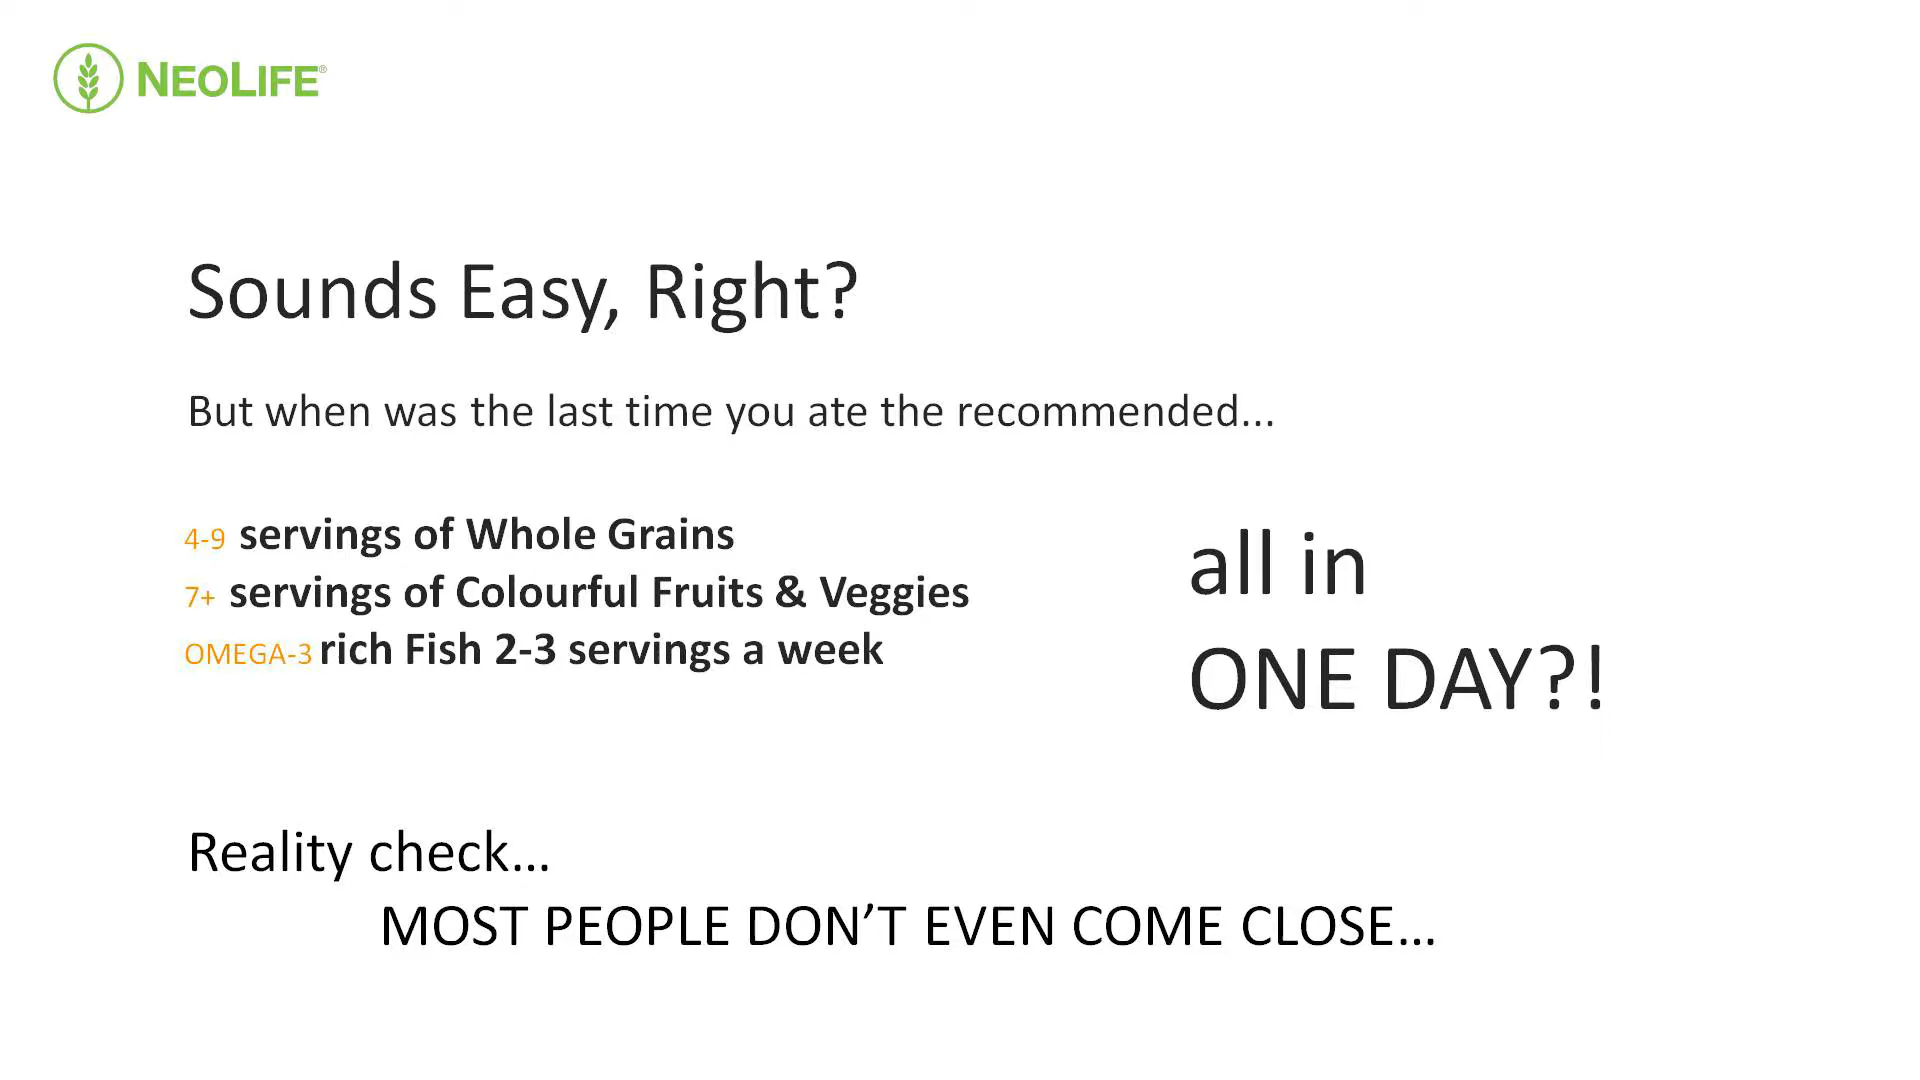 NEOLIFE®
Sounds Easy, Right?
But when was the last time you ate the recommended...
4-9 servings of Whole Grains
7+ servings of Colourful Fruits & Veggies
OMEGA-3 rich Fish 2-3 servings a week
all in
ONE DAY?!
Reality check...
MOST PEOPLE DON’T EVEN COME CLOSE...